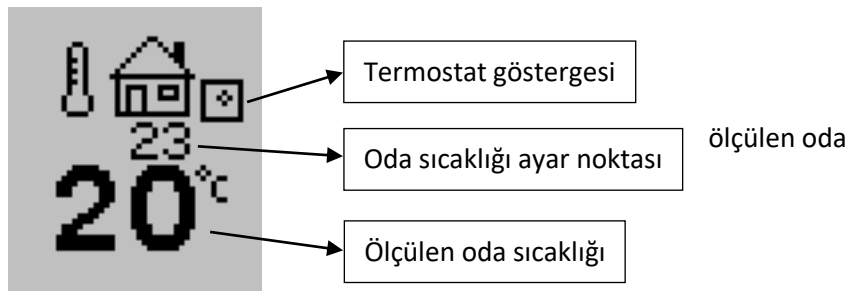 Termostat göstergesi
23
Oda sıcaklığı ayar noktası
ölçülen oda
20°C
Ölçülen oda sıcaklığı